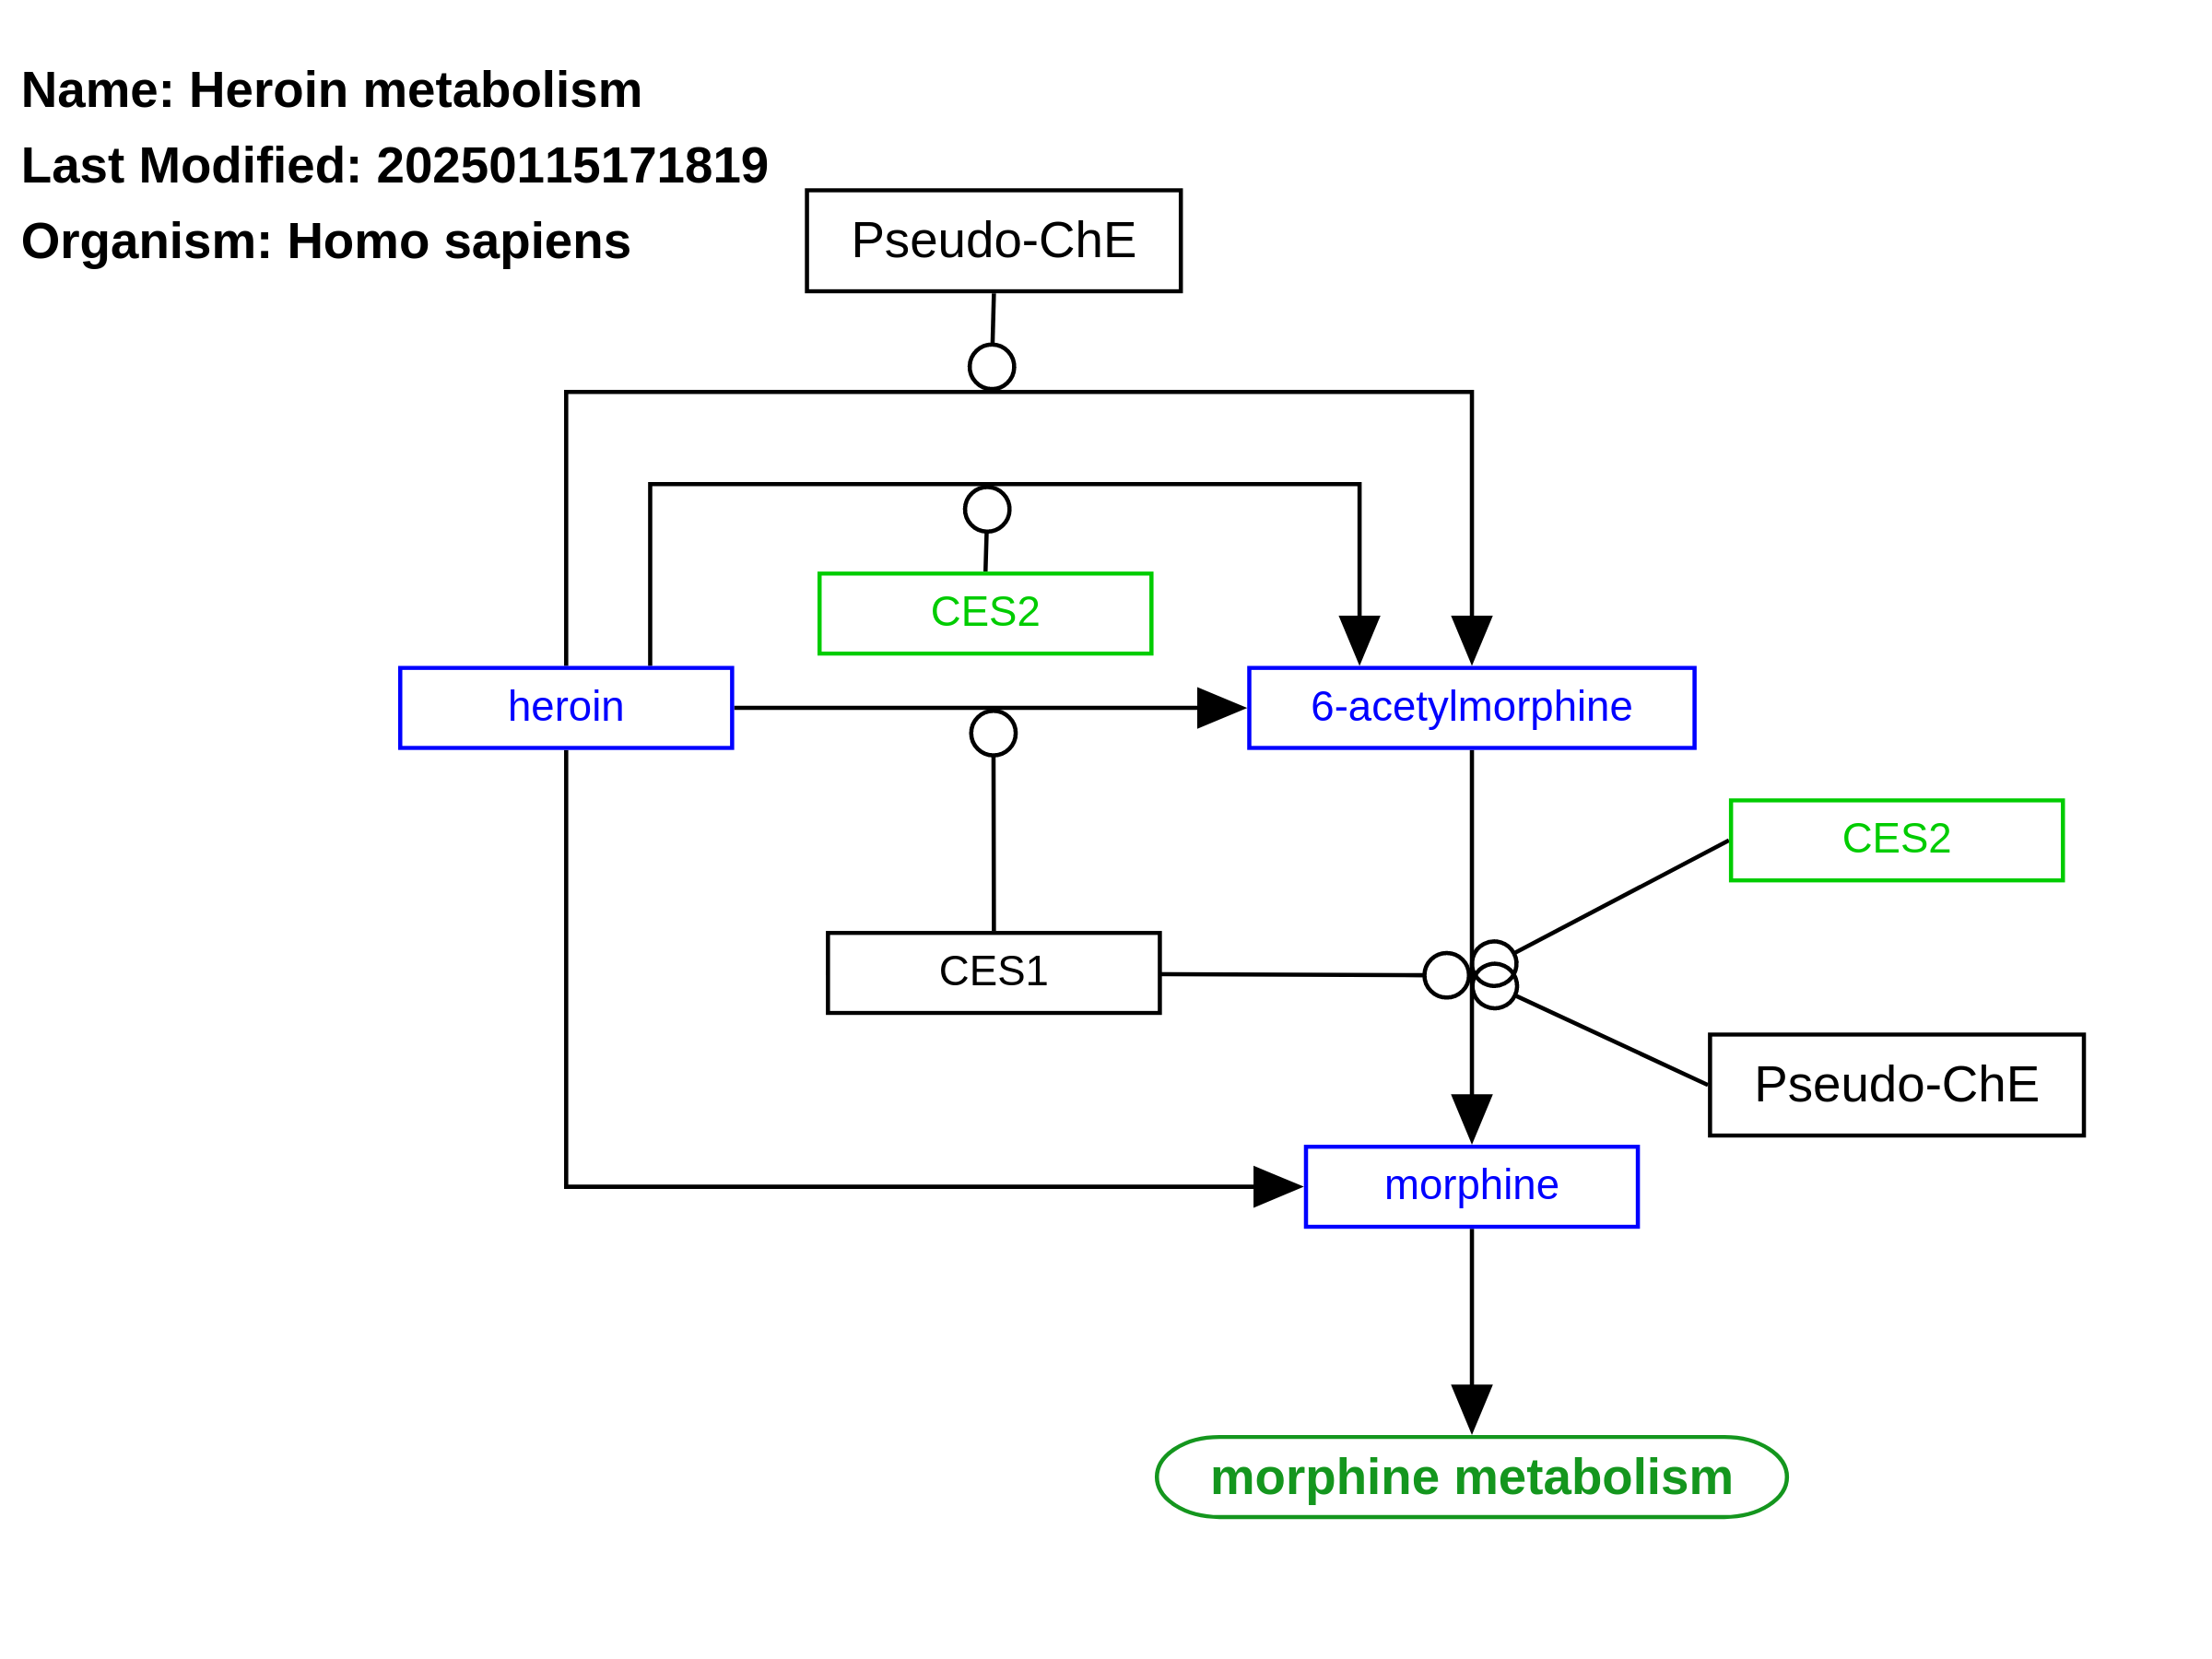 Name: Heroin metabolism
Last Modified: 20250115171819
Organism: Homo sapiens
Pseudo-ChE
CES2
heroin
6-acetylmorphine
CES2
CES1
Pseudo-ChE
morphine
morphine metabolism